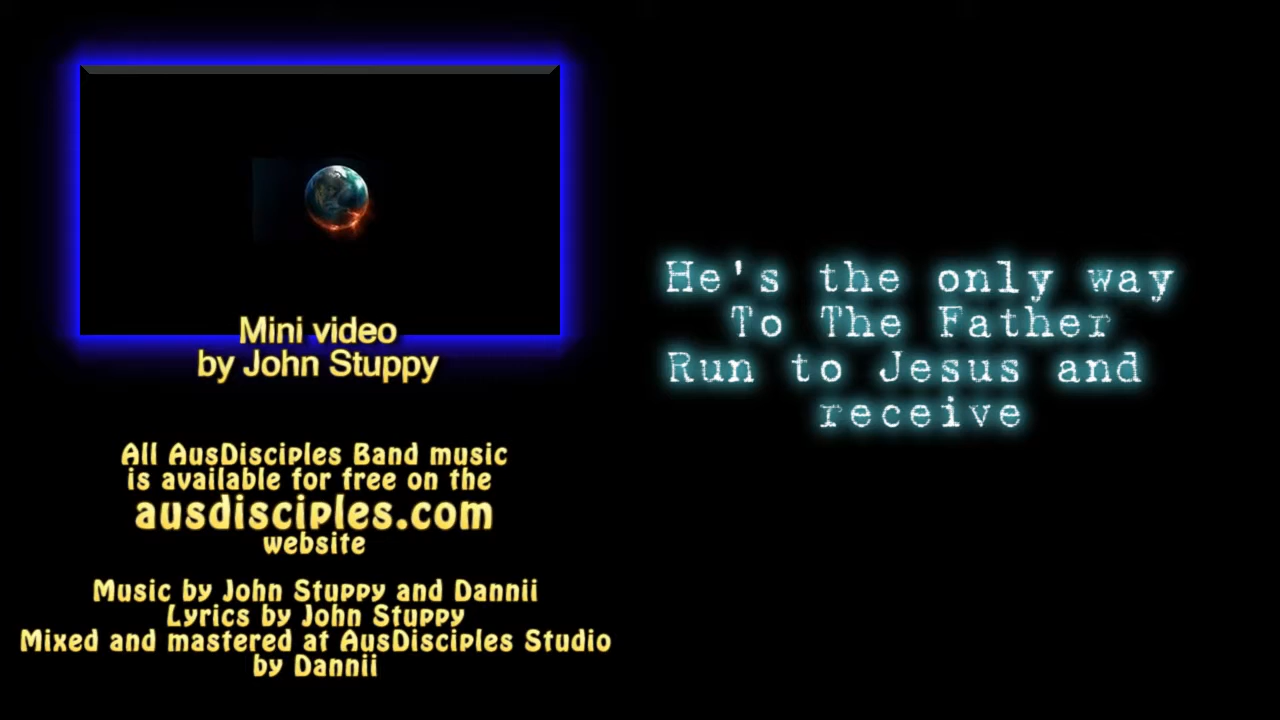 Mini video
by John Stuppy
All AusDisciples Band music
is available for free on the
ausdisciples.com
website
Music by John Stuppy and Dannii
Lyrics by John Stuppy
Mixed and mastered at AusDisciples Studio
by Dannii
He's the only way
To The Father
Run to Jesus and
receive